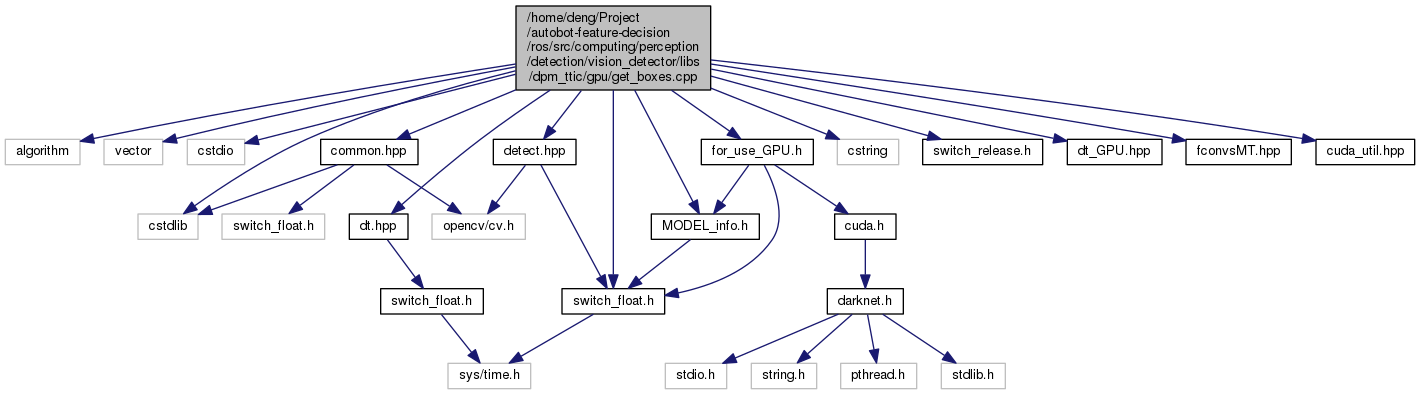 /home/deng/Project
/autobot-feature-decision
/ros/src/computing/perception
/detection/vision_detector/libs
/dpm_ttic/gpu/get_boxes.cpp
algorithm
vector
cstdio
common.hpp
detect.hpp
for_use_GPU.h
cstring
switch_release.h
dt_GPU.hpp
fconvsMT.hpp
cuda_util.hpp
cstdlib
switch_float.h
dt.hpp
opencv/cv.h
MODEL_info.h
cuda.h
switch_float.h
switch_float.h
darknet.h
sys/time.h
stdio.h
string.h
pthread.h
stdlib.h